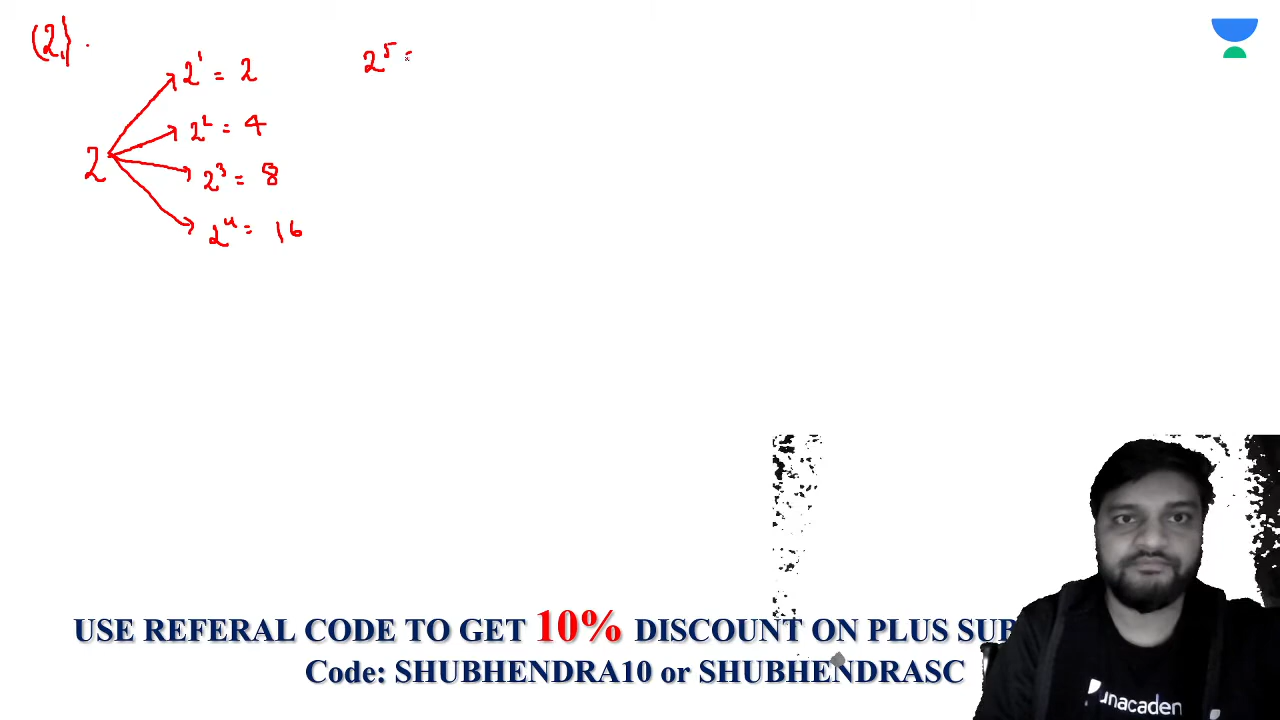 (2)
2¹ = 2
2⁵ =
2² = 4
2
2³ = 8
2⁴ = 16
USE REFERAL CODE TO GET 10% DISCOUNT ON PLUS SUB
Code: SHUBHENDRA10 or SHUBHENDRASC
unacaden